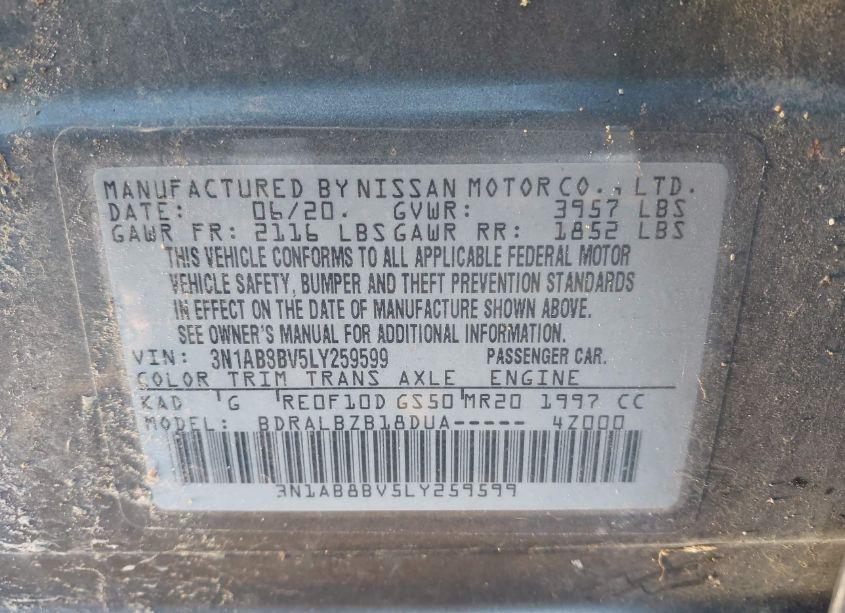 MANUFACTURED BY NISSAN MOTOR CO., LTD.
DATE: 06/20. GVWR: 3957 LBS
GAWR FR: 2116 LBS GAWR RR: 1852 LBS
THIS VEHICLE CONFORMS TO ALL APPLICABLE FEDERAL MOTOR
VEHICLE SAFETY, BUMPER AND THEFT PREVENTION STANDARDS
IN EFFECT ON THE DATE OF MANUFACTURE SHOWN ABOVE.
SEE OWNER'S MANUAL FOR ADDITIONAL INFORMATION.
VIN: 3N1AB8BV5LY259599 PASSENGER CAR.
COLOR TRIM TRANS AXLE ENGINE
KAD G RE0F10D GS50 MR20 1997 CC
MODEL: BDRALBZB18DUA----- 4Z000
3N1AB8BV5LY259599